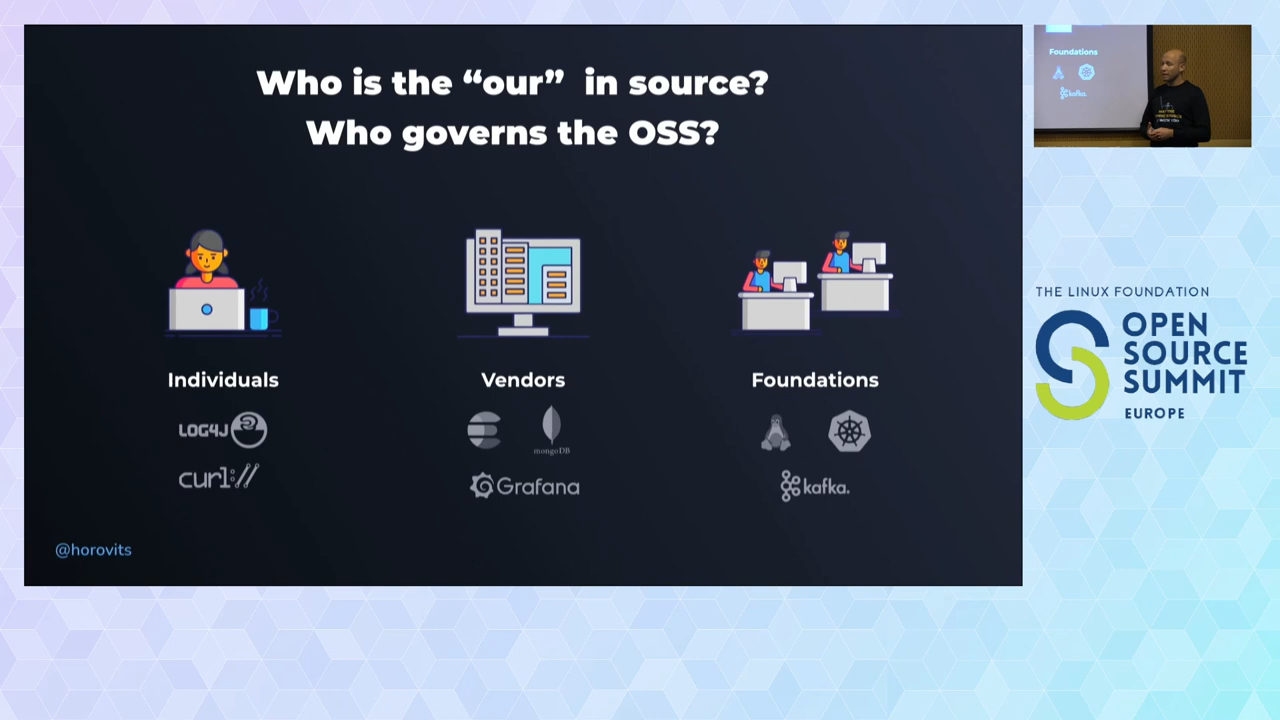 Who is the “our” in source?
Who governs the OSS?
Individuals
LOG4J
curl://
Vendors
mongoDB
Grafana
Foundations
kafka.
@horovits
Foundations
kafka.
THE LINUX FOUNDATION
OPEN
SOURCE
SUMMIT
EUROPE